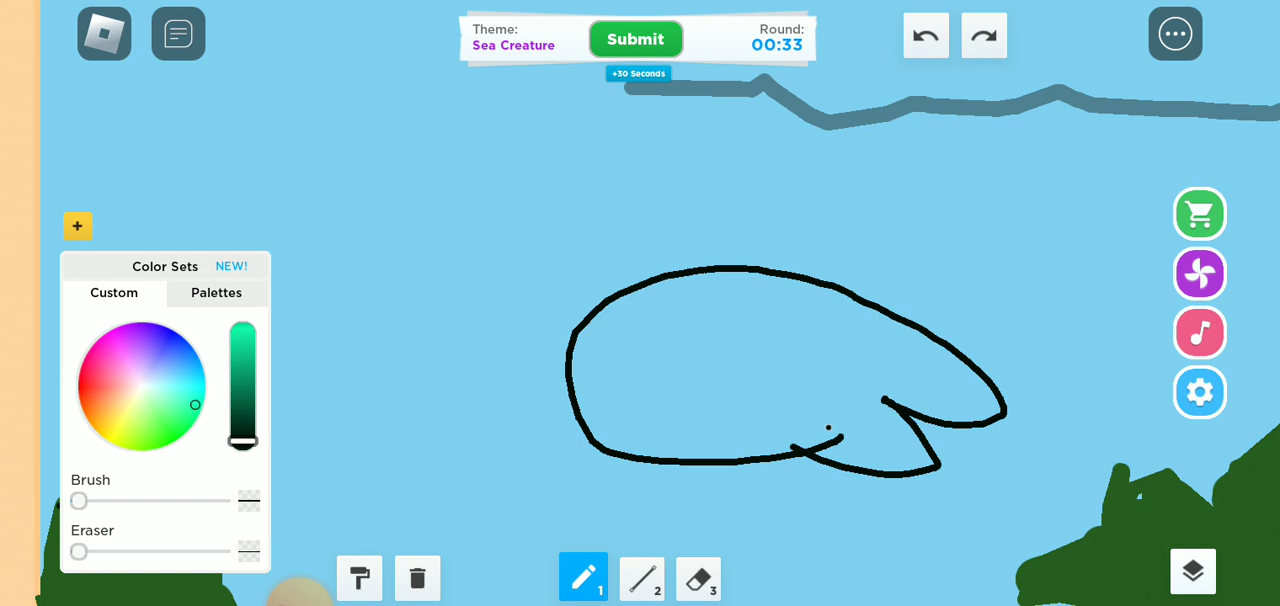 Theme:
Sea Creature
Submit
Round:
00:33
+30 Seconds
+
Color Sets NEW!
Custom Palettes
Brush
Eraser
1
2
3